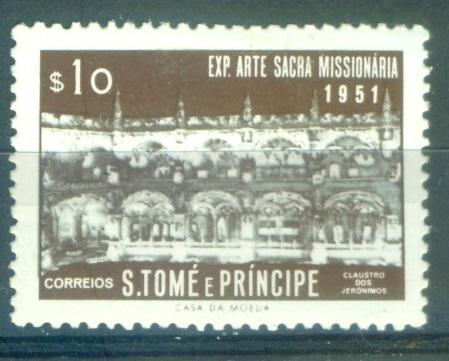 $10
EXP. ARTE SACRA MISSIONÁRIA
1951
CORREIOS
S.TOMÉ E PRÍNCIPE
CLAUSTRO
DOS
JERÓNIMOS
CASA DA MOEDA